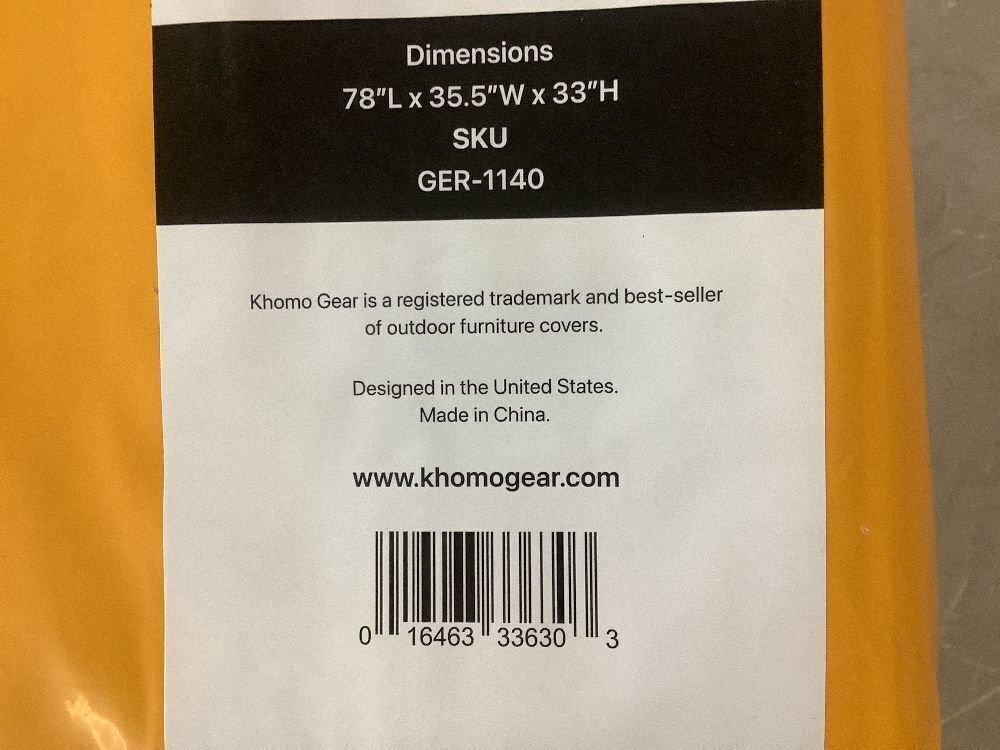 Dimensions
78"L x 35.5"W x 33"H
SKU
GER-1140
Khomo Gear is a registered trademark and best-seller
of outdoor furniture covers.
Designed in the United States.
Made in China.
www.khomogear.com
0 16463 33630 3